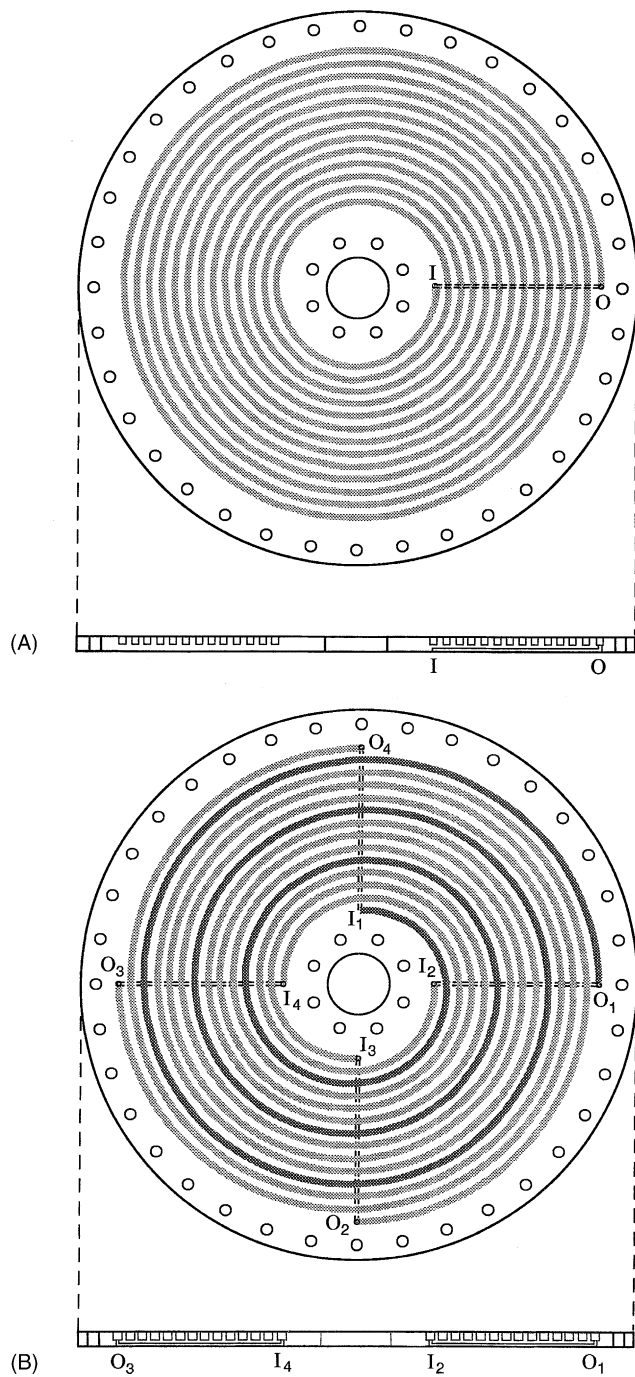 I
O
(A)
I O
O₄
I₁
O₃ I₂
I₄ O₁
I₃
O₂
(B)
O₃ I₄ I₂ O₁